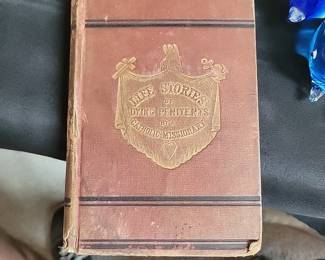 LIFE STORIES
OF
DYING PENITENTS
BY A
CATHOLIC MISSIONARY